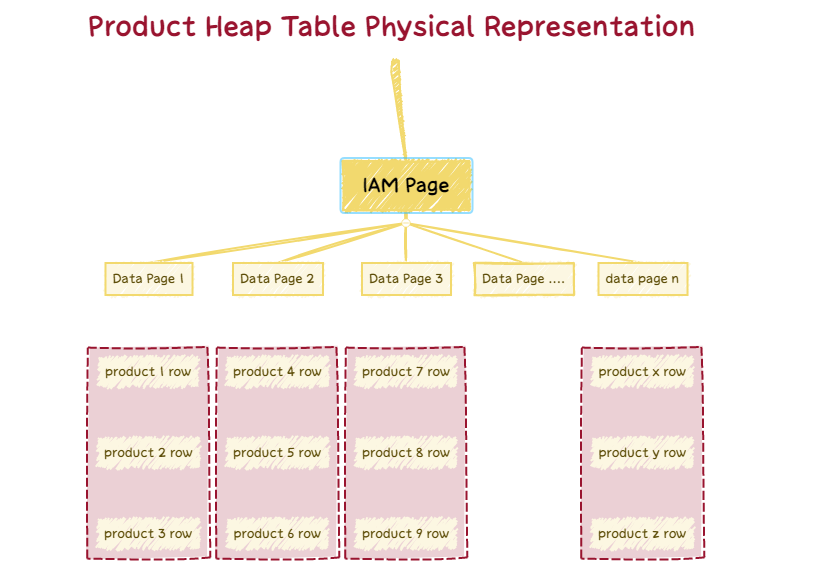 Product Heap Table Physical Representation
IAM Page
Data Page 1
Data Page 2
Data Page 3
Data Page ....
data page n
product 1 row
product 4 row
product 7 row
product x row
product 2 row
product 5 row
product 8 row
product y row
product 3 row
product 6 row
product 9 row
product z row